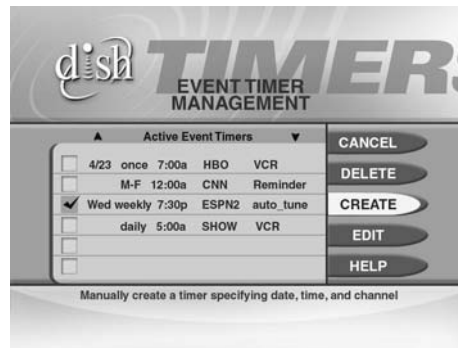 dish TIMERS
EVENT TIMER
MANAGEMENT
Active Event Timers
4/23 once 7:00a HBO VCR
M-F 12:00a CNN Reminder
Wed weekly 7:30p ESPN2 auto_tune
daily 5:00a SHOW VCR
CANCEL
DELETE
CREATE
EDIT
HELP
Manually create a timer specifying date, time, and channel